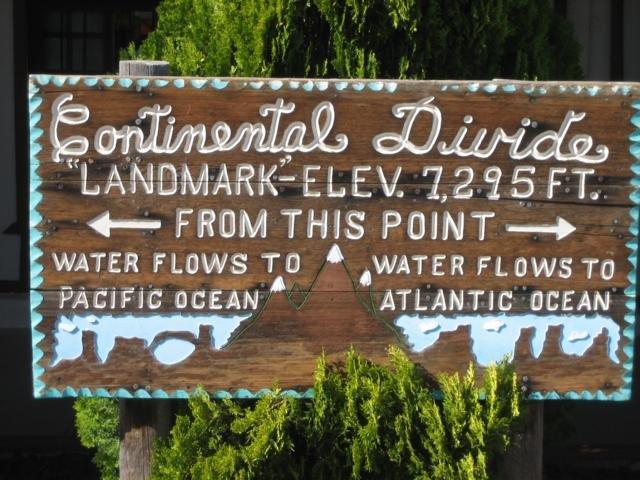 Continental Divide
"LANDMARK"-ELEV. 7,295 FT.
FROM THIS POINT
WATER FLOWS TO PACIFIC OCEAN
WATER FLOWS TO ATLANTIC OCEAN